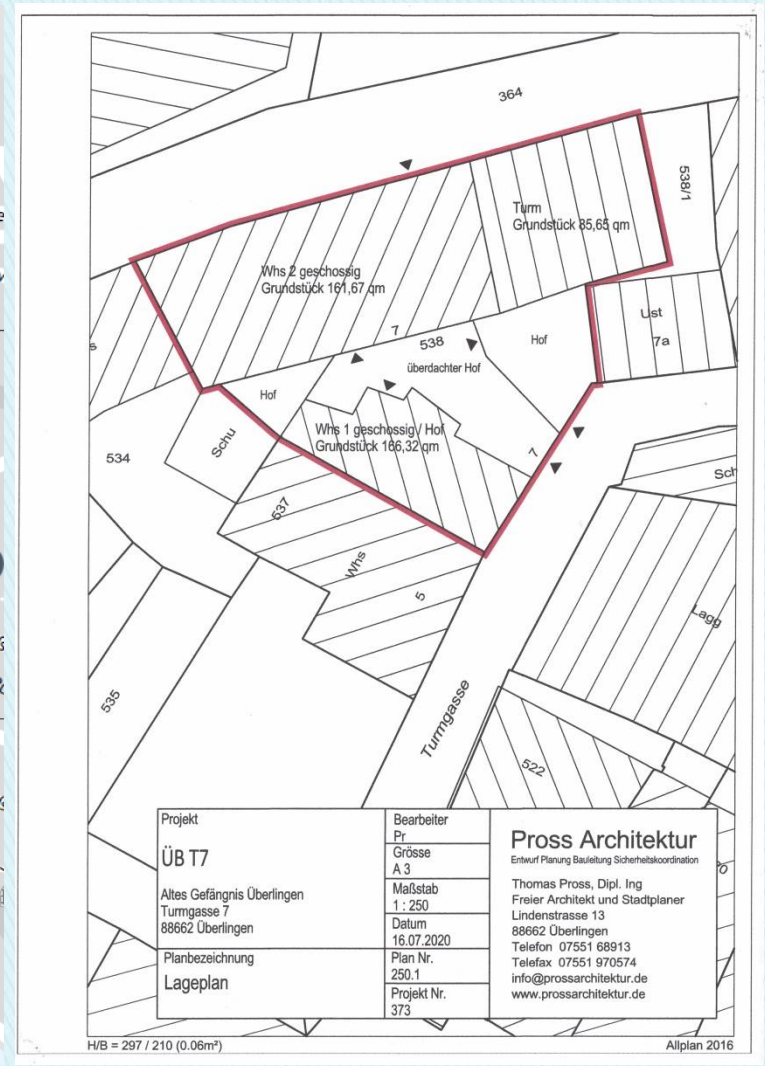 364
538/1
Turm
Grundstück 85,65 qm
Whs 2 geschossig
Grundstück 161,67 qm
Ust
7a
7
538
Hof
überdachter Hof
Hof
Whs 1 geschossig / Hof
Grundstück 166,32 qm
7
Schu
534
537
Whs
5
Sch
Lagg
535
Turmgasse
522
Projekt
ÜB T7
Altes Gefängnis Überlingen
Turmgasse 7
88662 Überlingen
Planbezeichnung
Lageplan
Bearbeiter
Pr
Grösse
A 3
Maßstab
1 : 250
Datum
16.07.2020
Plan Nr.
250.1
Projekt Nr.
373
Pross Architektur
Entwurf Planung Bauleitung Sicherheitskoordination
Thomas Pross, Dipl. Ing
Freier Architekt und Stadtplaner
Lindenstrasse 13
88662 Überlingen
Telefon 07551 68913
Telefax 07551 970574
info@prossarchitektur.de
www.prossarchitektur.de
H/B = 297 / 210 (0.06m²)
Allplan 2016